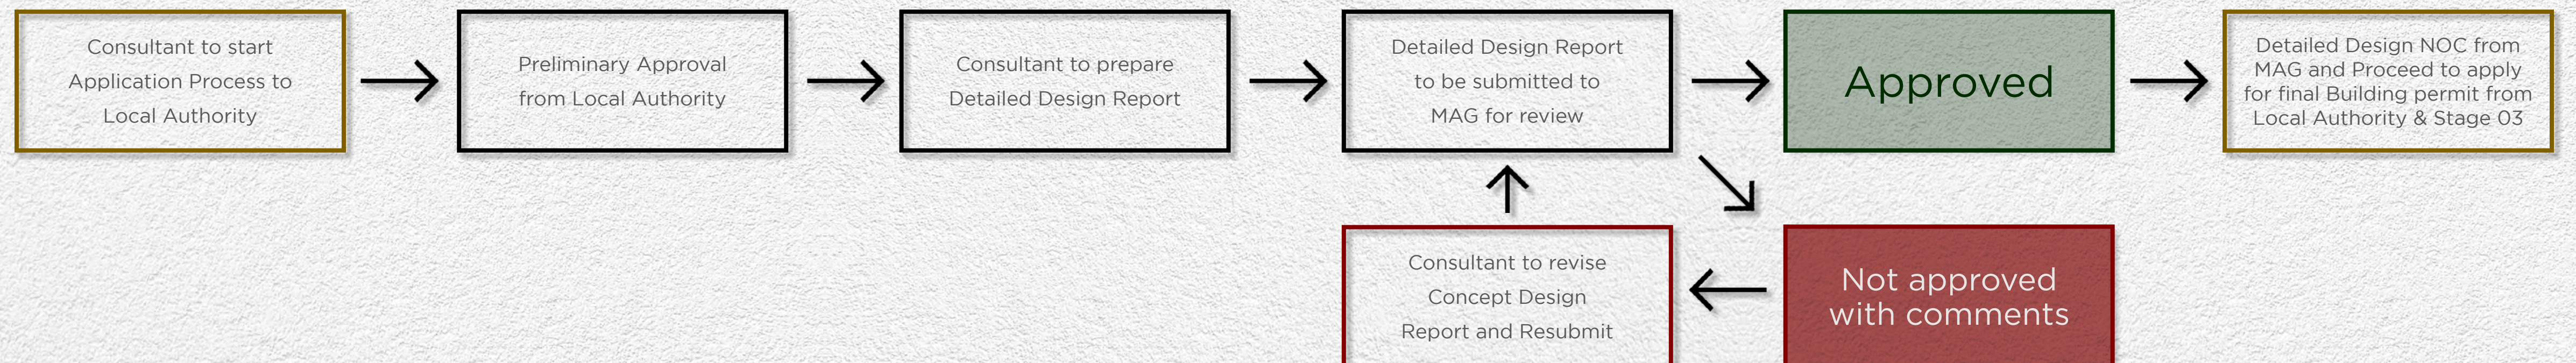 Consultant to start
Application Process to
Local Authority
Preliminary Approval
from Local Authority
Consultant to prepare
Detailed Design Report
Detailed Design Report
to be submitted to
MAG for review
Approved
Detailed Design NOC from
MAG and Proceed to apply
for final Building permit from
Local Authority & Stage 03
Consultant to revise
Concept Design
Report and Resubmit
Not approved
with comments